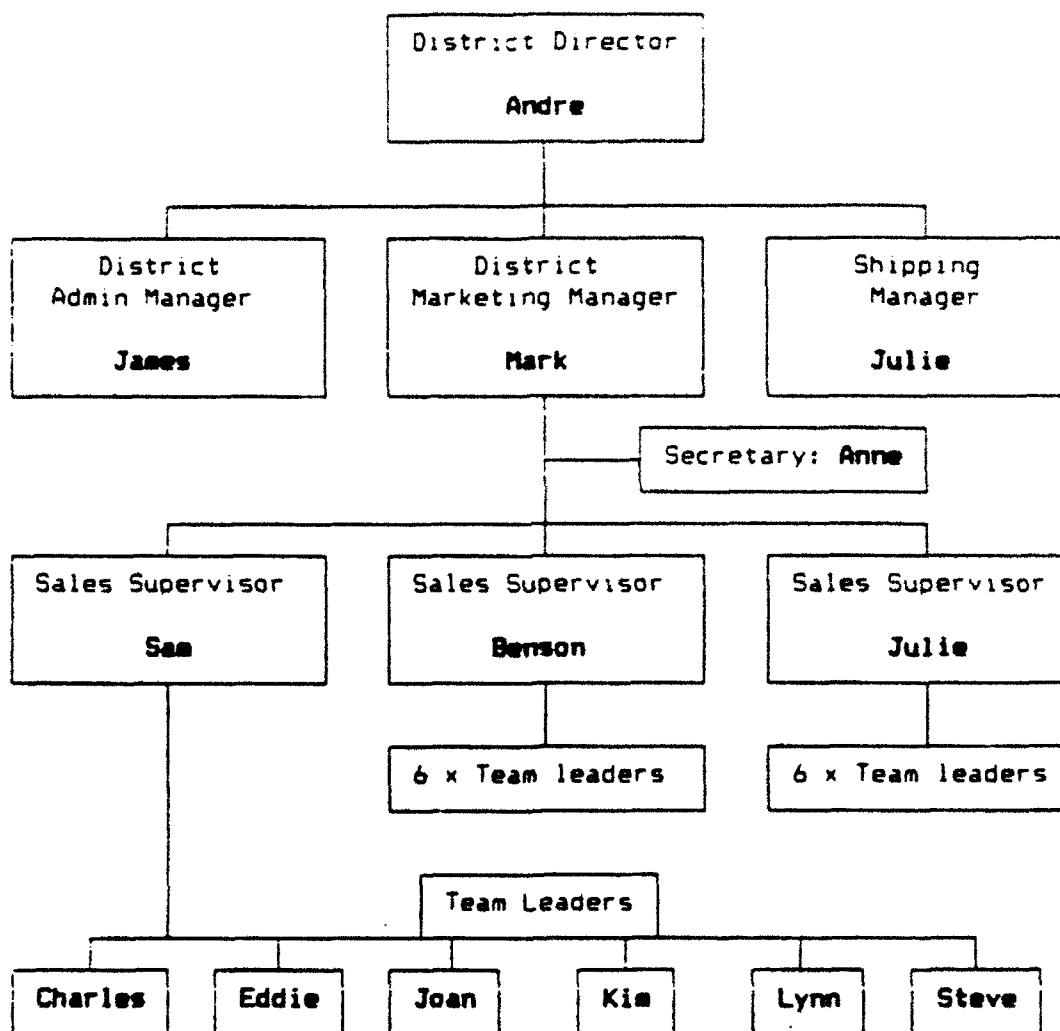 District Director
Andre
District
Admin Manager
James
District
Marketing Manager
Mark
Shipping
Manager
Julie
Secretary: Anne
Sales Supervisor
Sam
Sales Supervisor
Benson
Sales Supervisor
Julie
6 x Team leaders
6 x Team leaders
Team Leaders
Charles
Eddie
Joan
Kim
Lynn
Steve